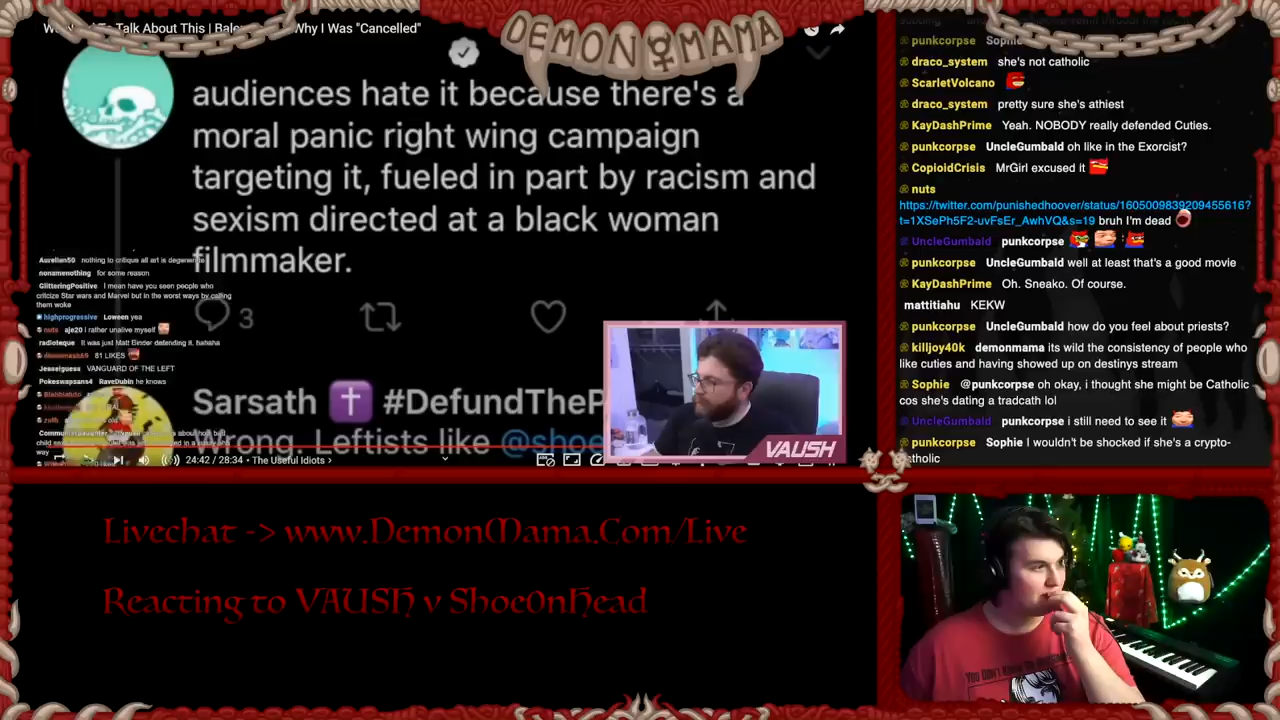 To Talk About This | Bale
Why I Was "Cancelled"
DEMON MAMA
audiences hate it because there's a
moral panic right wing campaign
targeting it, fueled in part by racism and
sexism directed at a black woman
filmmaker.
3
Sarsath ✝ #DefundTheP
Leftists like @shoe
Aurelien50 nothing to critique all art is
nonamenothing for some reason
GlitteringPositive I mean have you seen people who
critcize Star wars and Marvel but in the worst ways by calling
them woke
highprogressive Loween yea
nuts aje20 I rather unalive myself
radioteque It was just Matt Binder defending it, hahaha
81 LIKES
Jesseiguess VANGUARD OF THE LEFT
Pokeswapsans4 RaveDubin he knows
way
24:42 / 28:34 • The Useful Idiots ›
VAUSH
punkcorpse Sophie
draco_system she's not catholic
ScarletVolcano
draco_system pretty sure she's athiest
KayDashPrime Yeah. NOBODY really defended Cuties.
punkcorpse UncleGumbald oh like in the Exorcist?
CopioidCrisis MrGirl excused it
nuts
https://twitter.com/punishedhoover/status/1605009839209455616?
t=1XSePh5F2-uvFsEr_AwhVQ&s=19 bruh I'm dead
UncleGumbald punkcorpse
punkcorpse UncleGumbald well at least that's a good movie
KayDashPrime Oh. Sneako. Of course.
mattitiahu KEKW
punkcorpse UncleGumbald how do you feel about priests?
killjoy40k demonmama its wild the consistency of people who
like cuties and having showed up on destinys stream
Sophie @punkcorpse oh okay, i thought she might be Catholic
cos she's dating a tradcath lol
UncleGumbald punkcorpse i still need to see it
punkcorpse Sophie I wouldn't be shocked if she's a crypto-
catholic
Livechat -> www.DemonMama.Com/Live
Reacting to VAUSH v Shoe0nHead
YOU DON'T KNOW